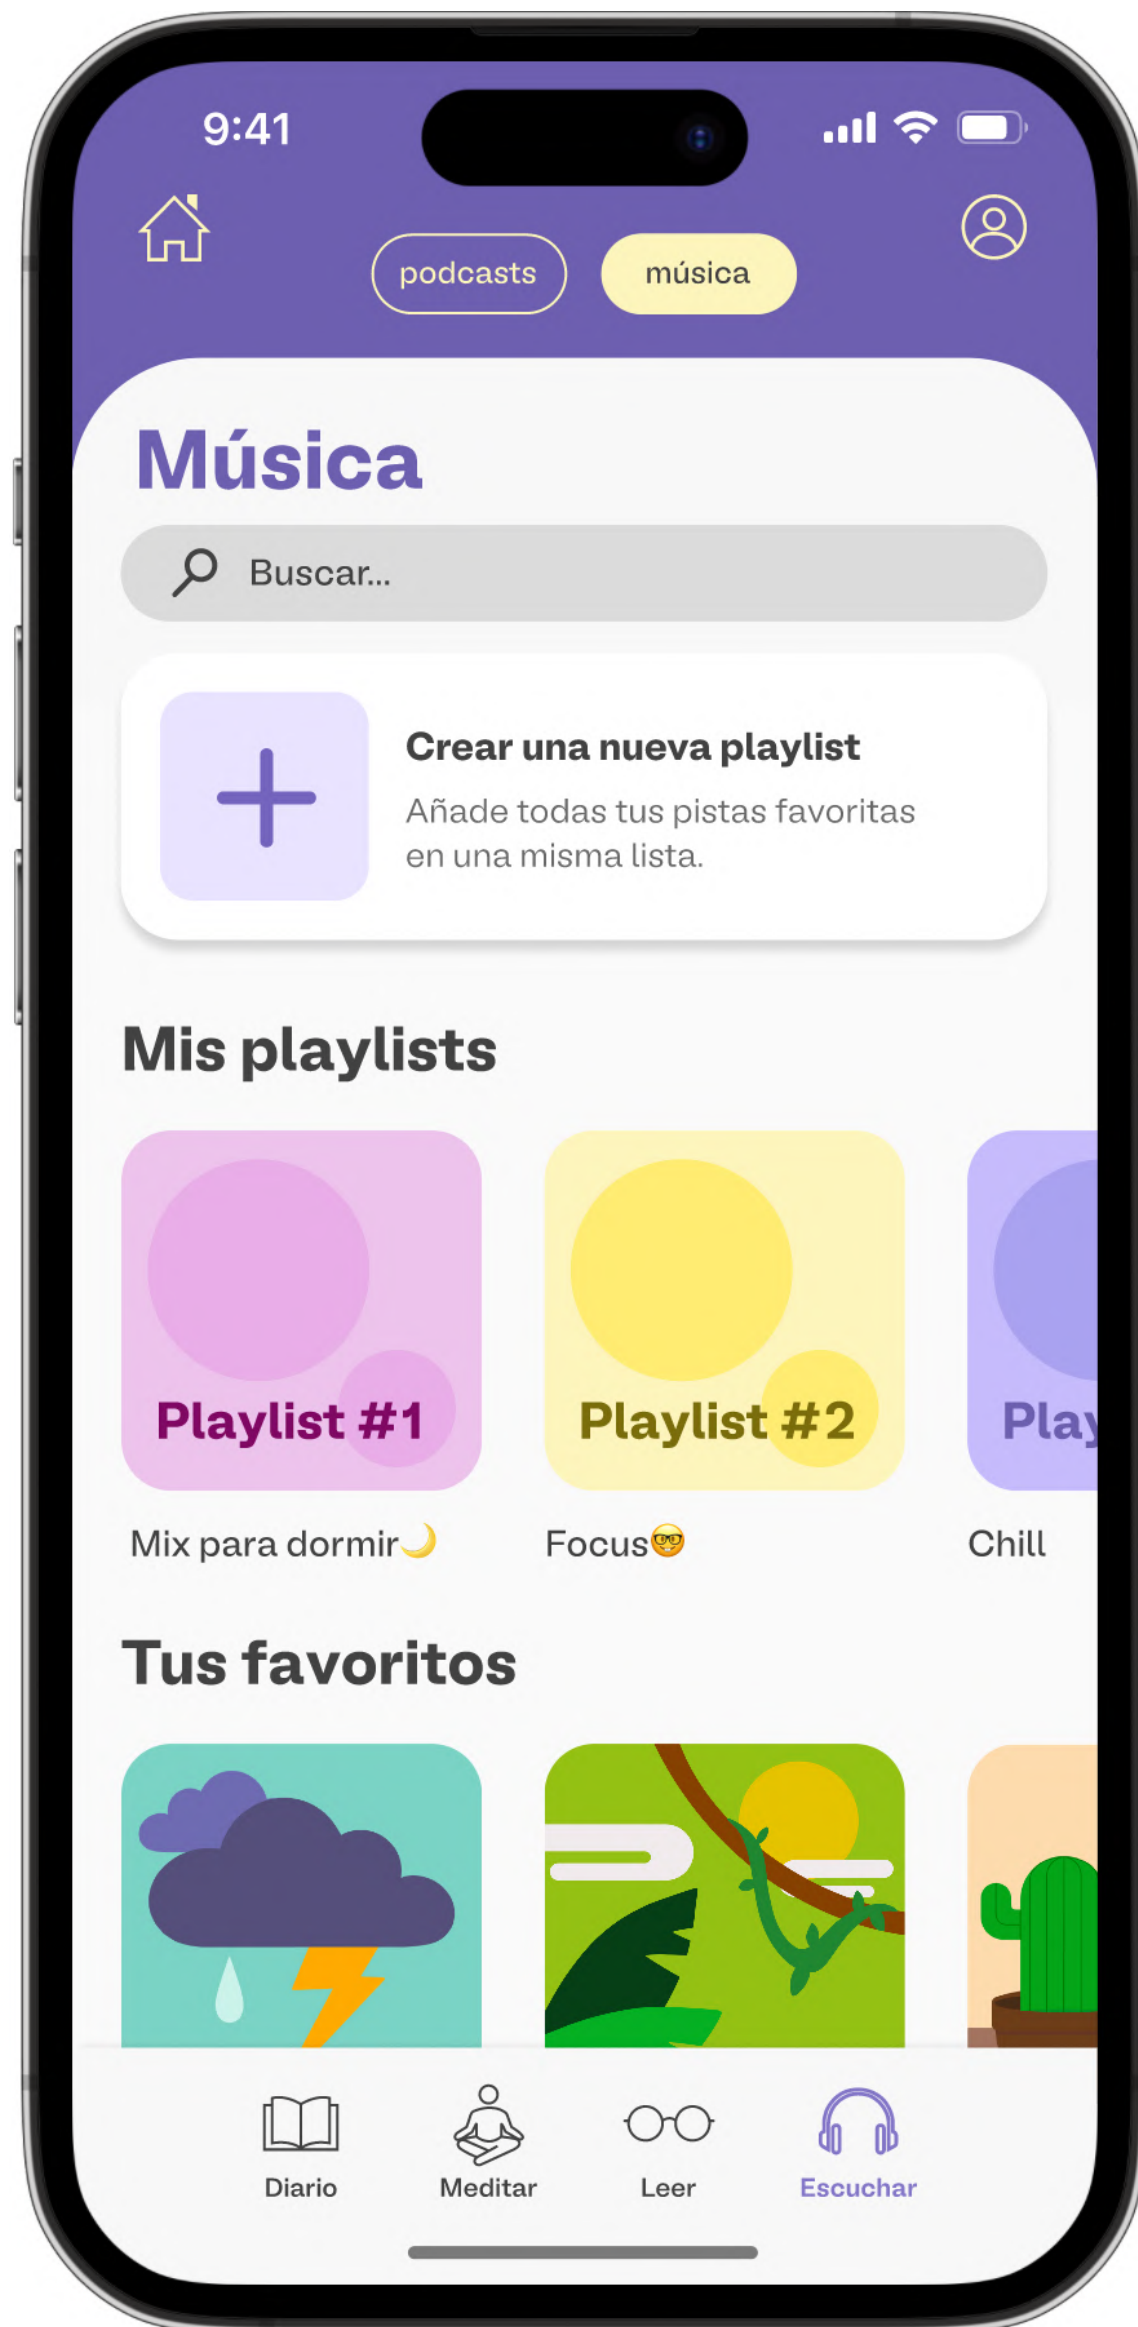 9:41
podcasts
música
Música
Buscar...
Crear una nueva playlist
Añade todas tus pistas favoritas
en una misma lista.
Mis playlists
Playlist #1
Playlist #2
Play
Mix para dormir🌙
Focus🤓
Chill
Tus favoritos
Diario
Meditar
Leer
Escuchar